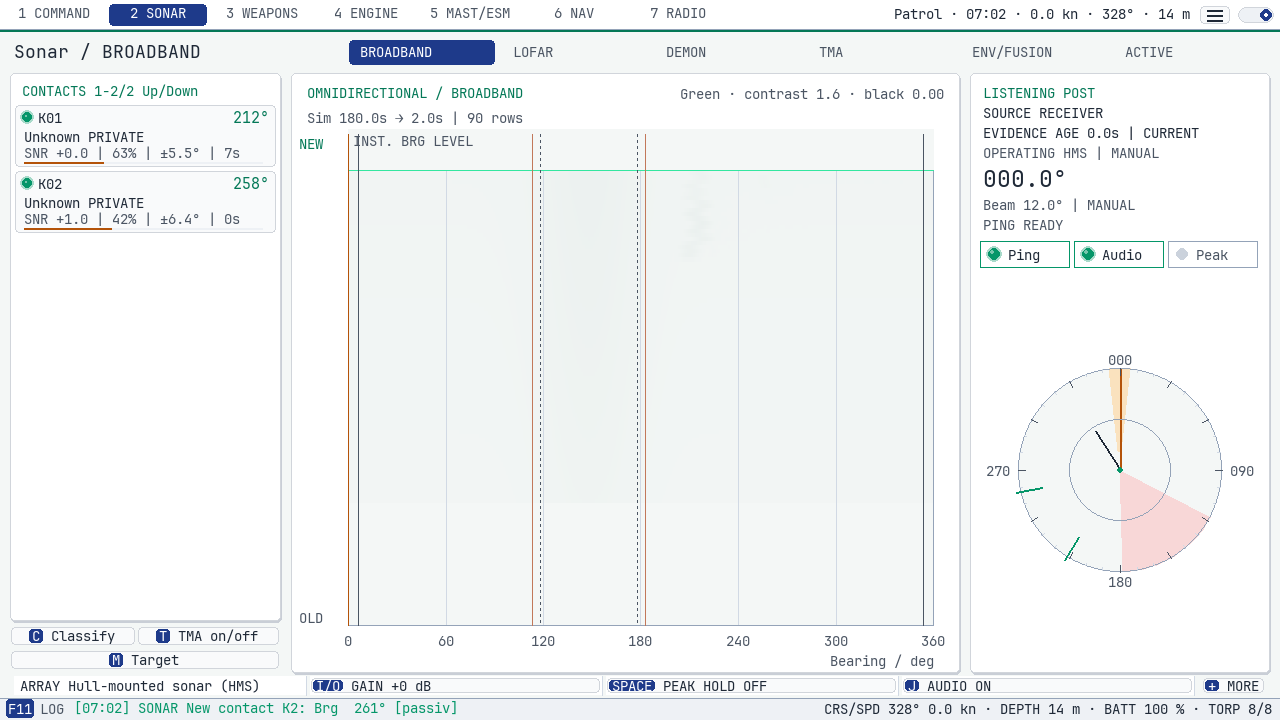 1 COMMAND 2 SONAR 3 WEAPONS 4 ENGINE 5 MAST/ESM 6 NAV 7 RADIO Patrol · 07:02 · 0.0 kn · 328° · 14 m
Sonar / BROADBAND BROADBAND LOFAR DEMON TMA ENV/FUSION ACTIVE
CONTACTS 1-2/2 Up/Down
K01 212°
Unknown PRIVATE
SNR +0.0 | 63% | ±5.5° | 7s
K02 258°
Unknown PRIVATE
SNR +1.0 | 42% | ±6.4° | 0s
C Classify T TMA on/off
M Target
OMNIDIRECTIONAL / BROADBAND Green · contrast 1.6 · black 0.00
Sim 180.0s → 2.0s | 90 rows
NEW INST. BRG LEVEL
OLD
0 60 120 180 240 300 360
Bearing / deg
LISTENING POST
SOURCE RECEIVER
EVIDENCE AGE 0.0s | CURRENT
OPERATING HMS | MANUAL
000.0°
Beam 12.0° | MANUAL
PING READY
Ping Audio Peak
000
270 090
180
ARRAY Hull-mounted sonar (HMS) I/O GAIN +0 dB SPACE PEAK HOLD OFF J AUDIO ON + MORE
F11 LOG [07:02] SONAR New contact K2: Brg 261° [passiv] CRS/SPD 328° 0.0 kn · DEPTH 14 m · BATT 100 % · TORP 8/8